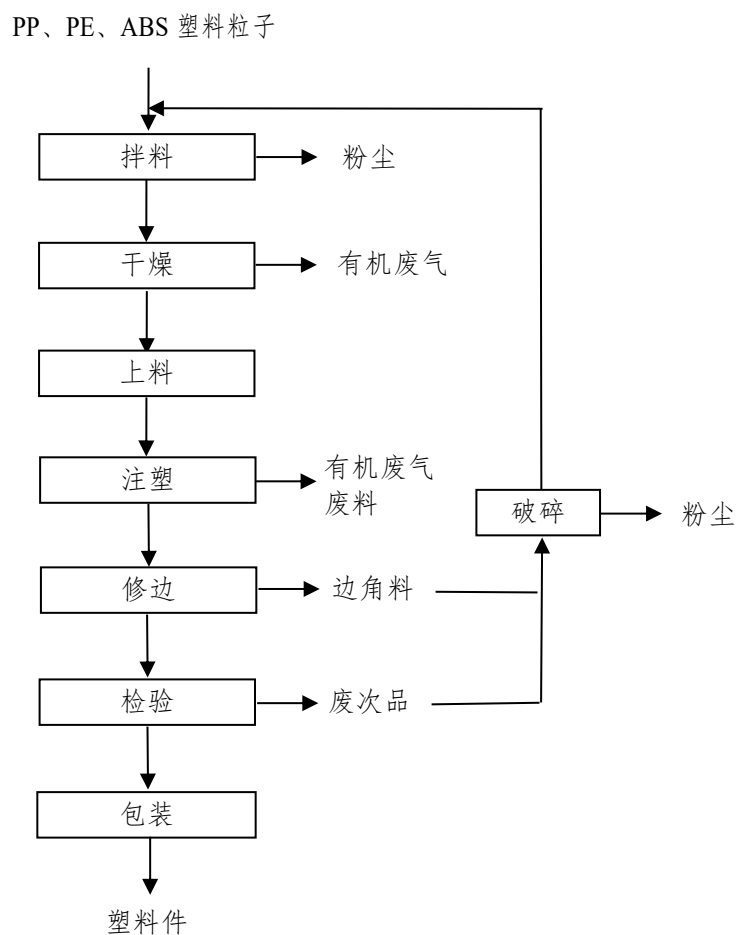 PP、PE、ABS 塑料粒子
拌料
粉尘
干燥
有机废气
上料
注塑
有机废气
废料
破碎
粉尘
修边
边角料
检验
废次品
包装
塑料件